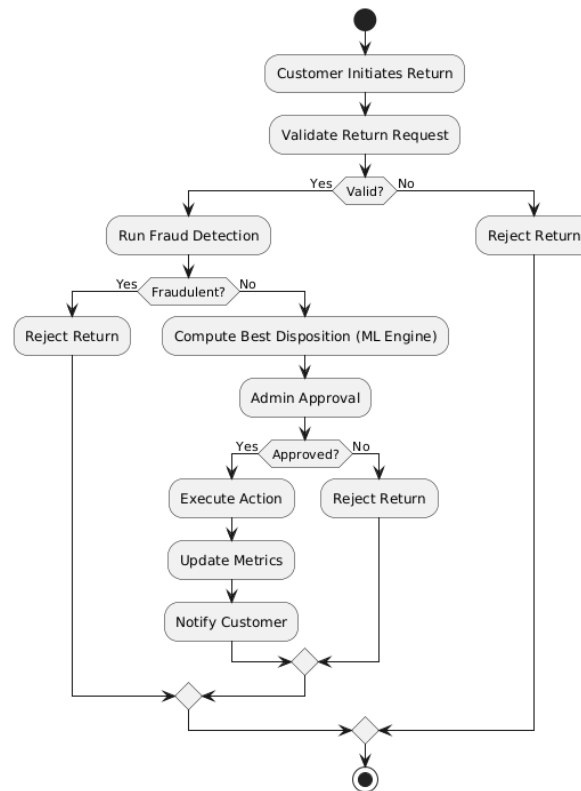 Customer Initiates Return
Validate Return Request
Yes
Valid?
No
Run Fraud Detection
Reject Return
Yes
Fraudulent?
No
Reject Return
Compute Best Disposition (ML Engine)
Admin Approval
Yes
Approved?
No
Execute Action
Reject Return
Update Metrics
Notify Customer